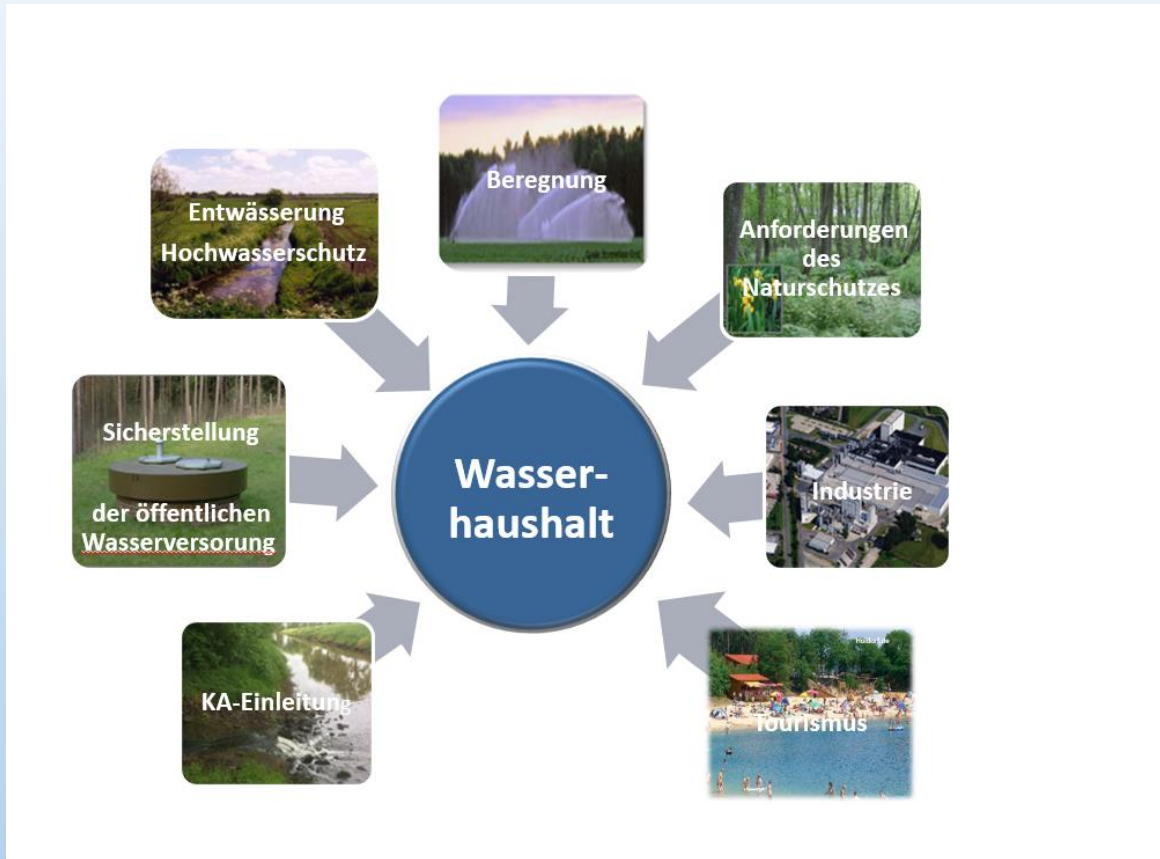 Beregnung
Entwässerung
Hochwasserschutz
Anforderungen
des
Naturschutzes
Sicherstellung
der öffentlichen
Wasserversorung
Wasser-
haushalt
Industrie
KA-Einleitung
Tourismus